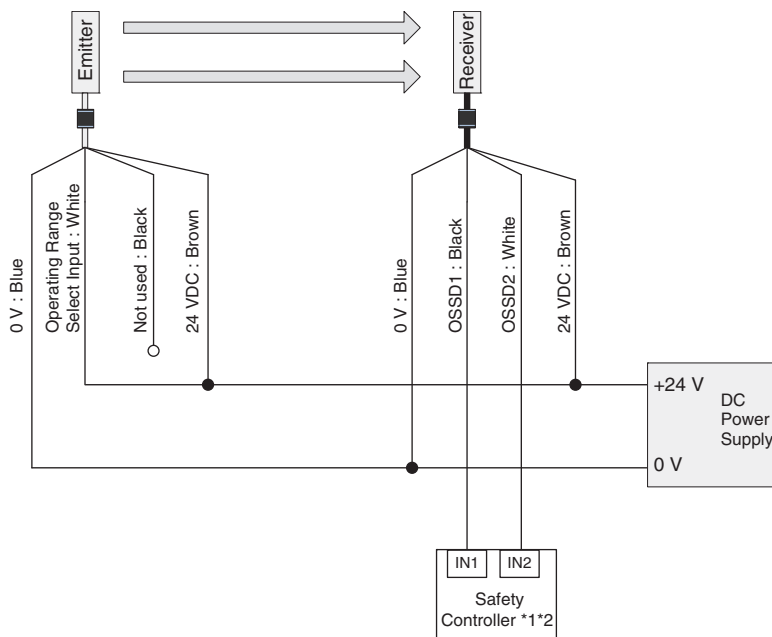 Emitter
Receiver
0 V : Blue
Operating Range
Select Input : White
Not used : Black
24 VDC : Brown
0 V : Blue
OSSD1 : Black
OSSD2 : White
24 VDC : Brown
+24 V
DC
Power
Supply
0 V
IN1
IN2
Safety
Controller *1*2